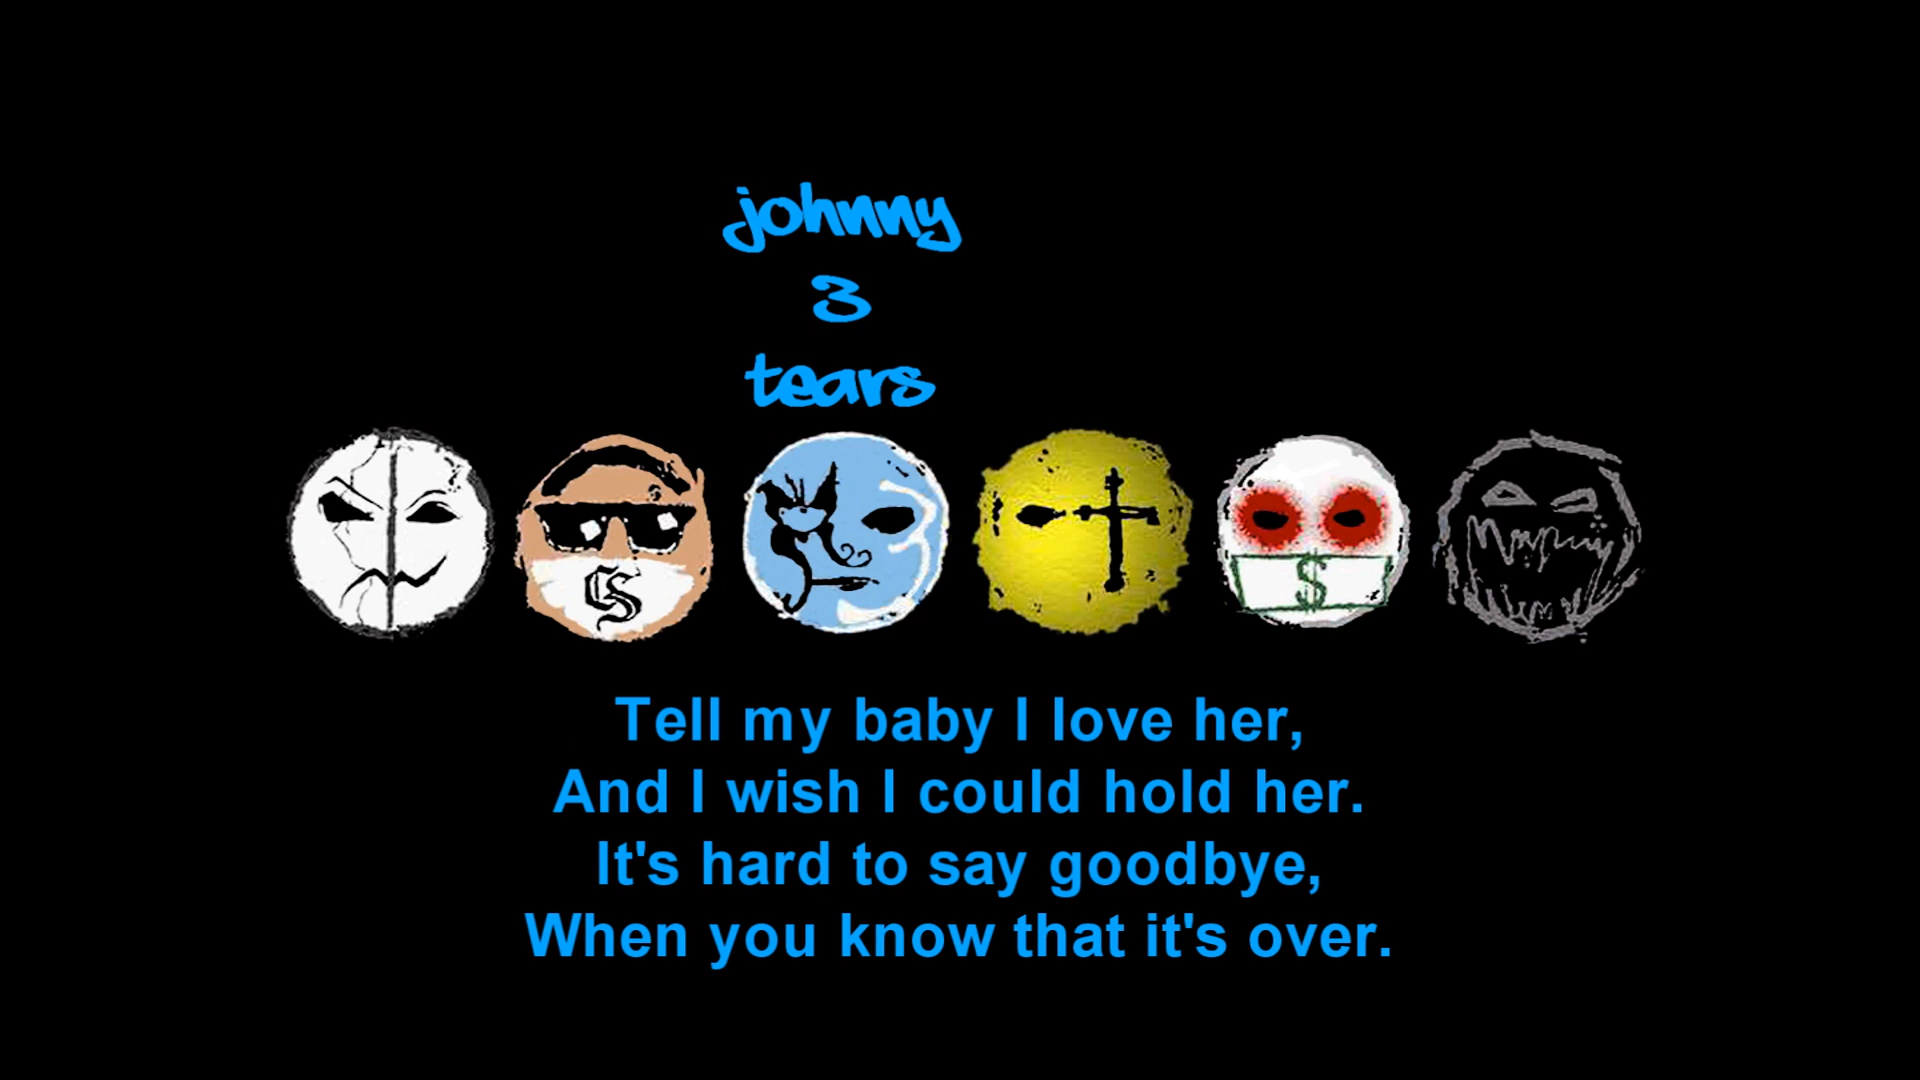 johnny
3
tears
S
3
$
Tell my baby I love her,
And I wish I could hold her.
It's hard to say goodbye,
When you know that it's over.